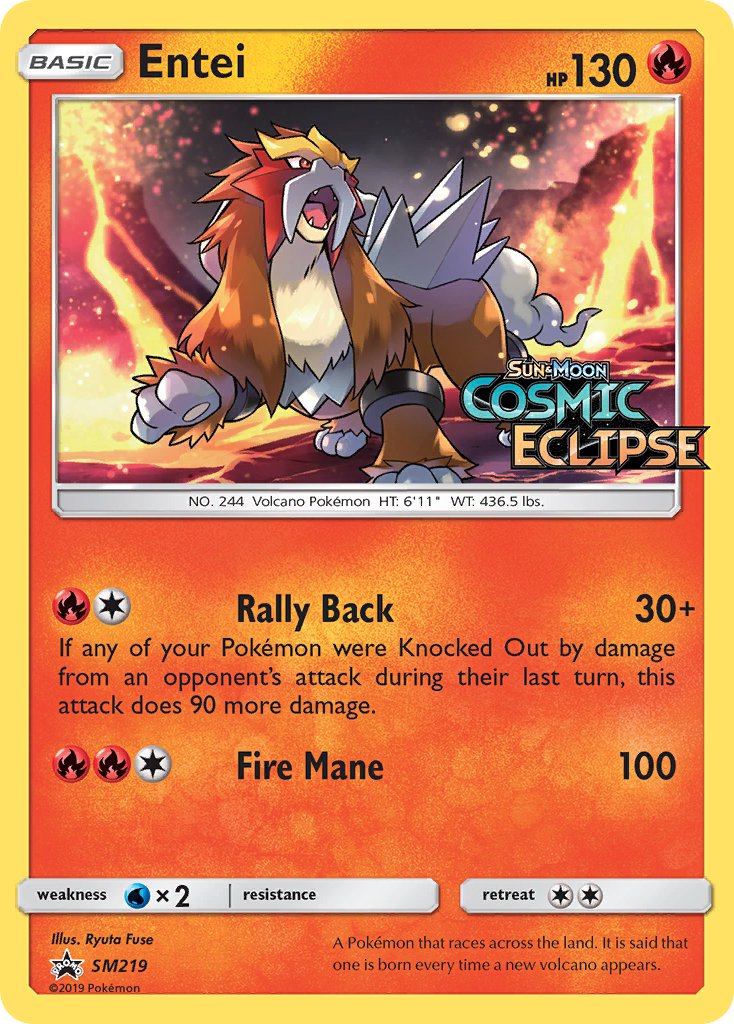 BASIC Entei HP 130
SUN & MOON
COSMIC
ECLIPSE
NO. 244 Volcano Pokémon HT: 6'11" WT: 436.5 lbs.
Rally Back 30+
If any of your Pokémon were Knocked Out by damage
from an opponent's attack during their last turn, this
attack does 90 more damage.
Fire Mane 100
weakness × 2 resistance retreat
Illus. Ryuta Fuse
PROMO SM219
©2019 Pokémon
A Pokémon that races across the land. It is said that
one is born every time a new volcano appears.